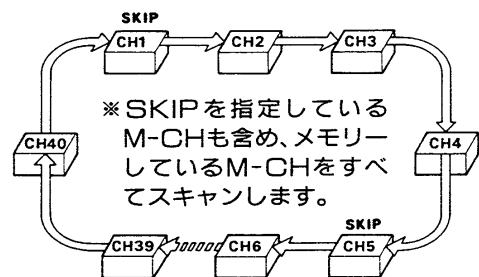 SKIP
CH1 CH2 CH3
※SKIPを指定している
M-CHも含め、メモリー
しているM-CHをすべ
てスキャンします。
CH40 CH4
SKIP
CH39 CH6 CH5